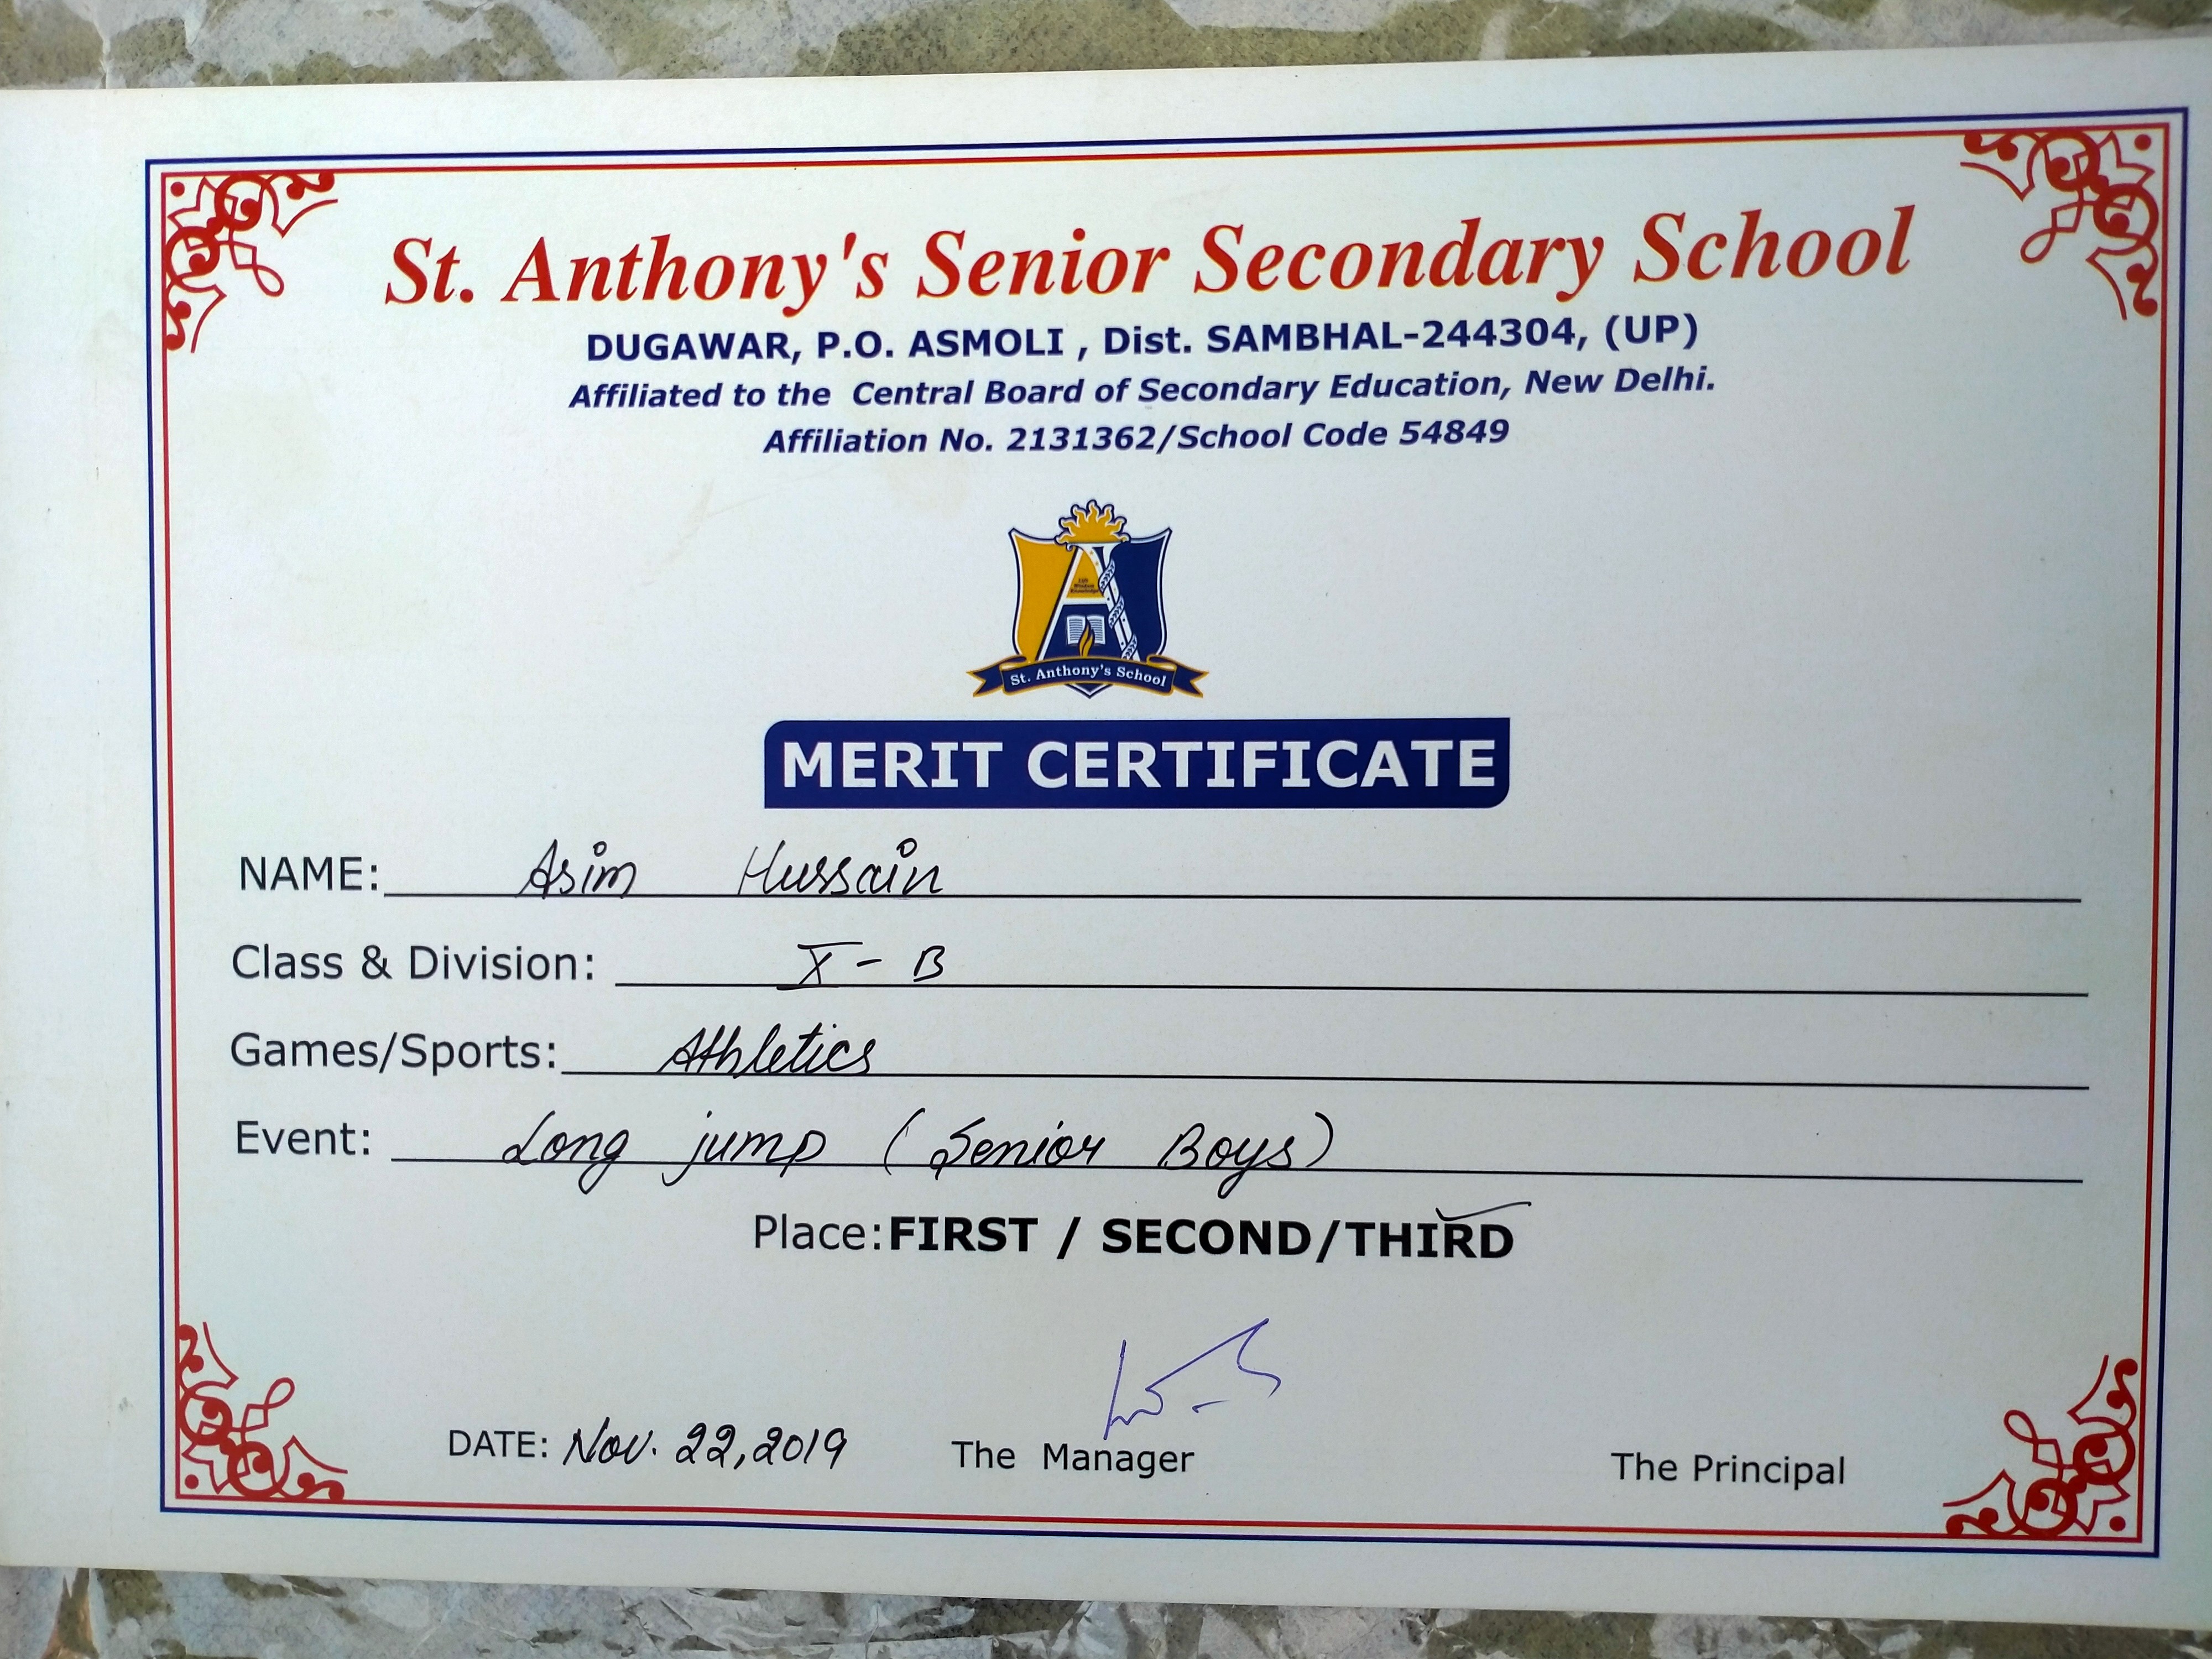 St. Anthony's Senior Secondary School
DUGAWAR, P.O. ASMOLI , Dist. SAMBHAL-244304, (UP)
Affiliated to the Central Board of Secondary Education, New Delhi.
Affiliation No. 2131362/School Code 54849
Life
Wisdom
Knowledge
St. Anthony's School
MERIT CERTIFICATE
NAME: Asim Hussain
Class & Division: X - B
Games/Sports: Athletics
Event: Long jump (Senior Boys)
Place:FIRST / SECOND/THIRD
DATE: Nov. 22,2019 The Manager The Principal